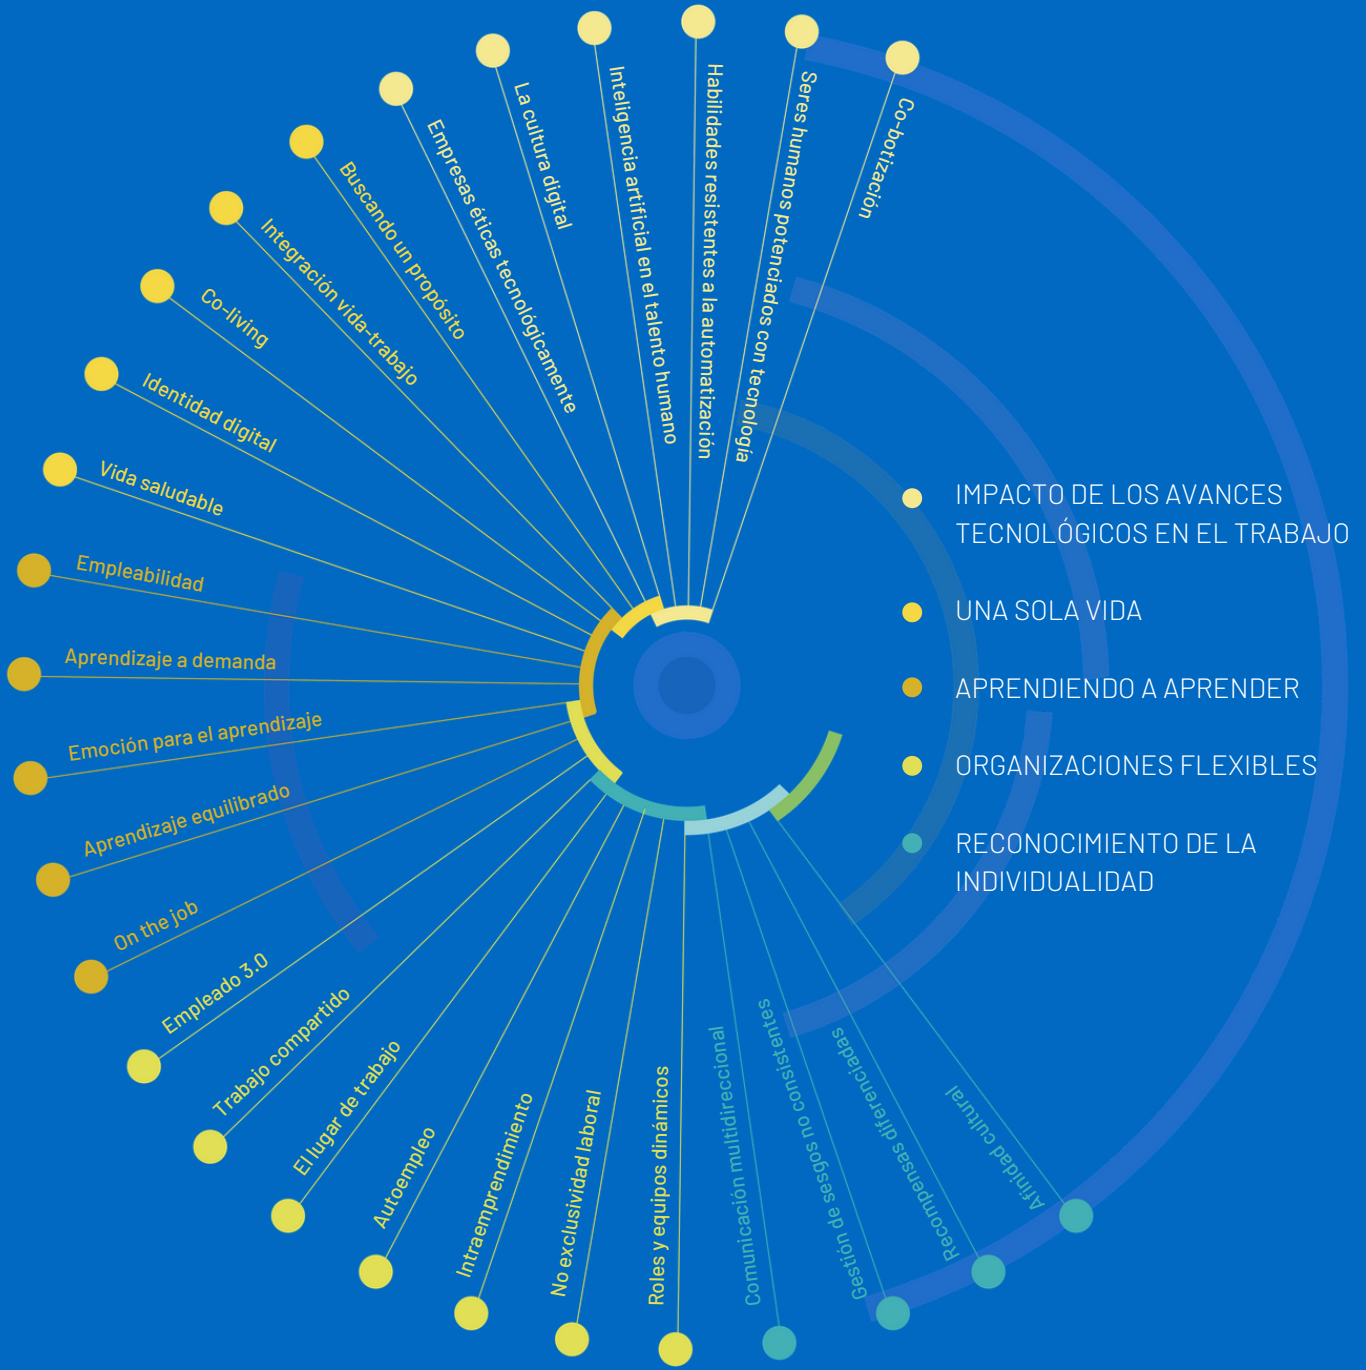 Co-botización
Seres humanos potenciados con tecnología
Habilidades resistentes a la automatización
Inteligencia artificial en el talento humano
La cultura digital
Empresas éticas tecnológicamente
Buscando un propósito
Integración vida-trabajo
Co-living
Identidad digital
Vida saludable
Empleabilidad
Aprendizaje a demanda
Emoción para el aprendizaje
Aprendizaje equilibrado
On the job
Empleado 3.0
Trabajo compartido
El lugar de trabajo
Autoempleo
Intraemprendimiento
No exclusividad laboral
Roles y equipos dinámicos
Comunicación multidireccional
Gestión de sesgos no consistentes
Recompensas diferenciadas
Afinidad cultural
IMPACTO DE LOS AVANCES
TECNOLÓGICOS EN EL TRABAJO
UNA SOLA VIDA
APRENDIENDO A APRENDER
ORGANIZACIONES FLEXIBLES
RECONOCIMIENTO DE LA
INDIVIDUALIDAD